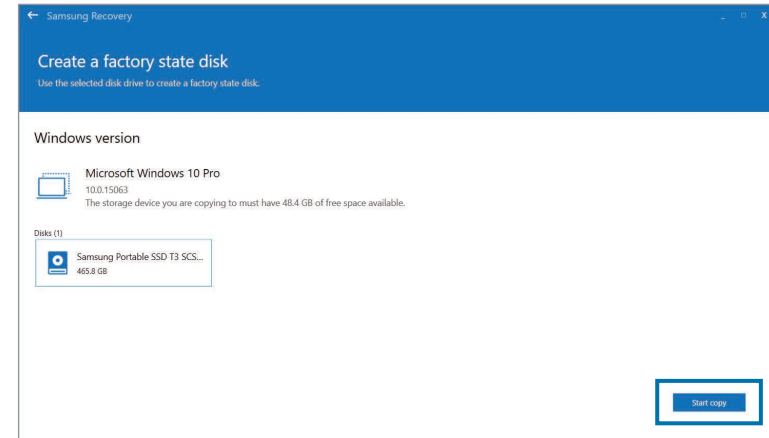 Samsung Recovery
Create a factory state disk
Use the selected disk drive to create a factory state disk.
Windows version
Microsoft Windows 10 Pro
10.0.15063
The storage device you are copying to must have 48.4 GB of free space available.
Disks (1)
Samsung Portable SSD T3 SCS...
465.8 GB
Start copy